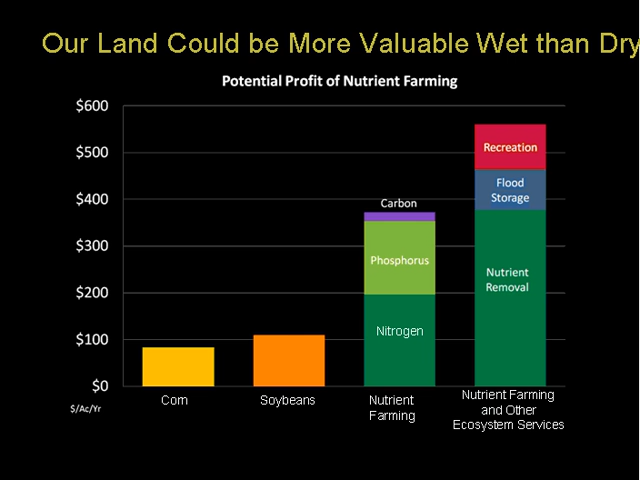 Our Land Could be More Valuable Wet than Dry
Potential Profit of Nutrient Farming
$600
$500
$400
$300
$200
$100
$0
$/Ac/Yr
Carbon
Phosphorus
Nitrogen
Recreation
Flood
Storage
Nutrient
Removal
Corn
Soybeans
Nutrient
Farming
Nutrient Farming
and Other
Ecosystem Services